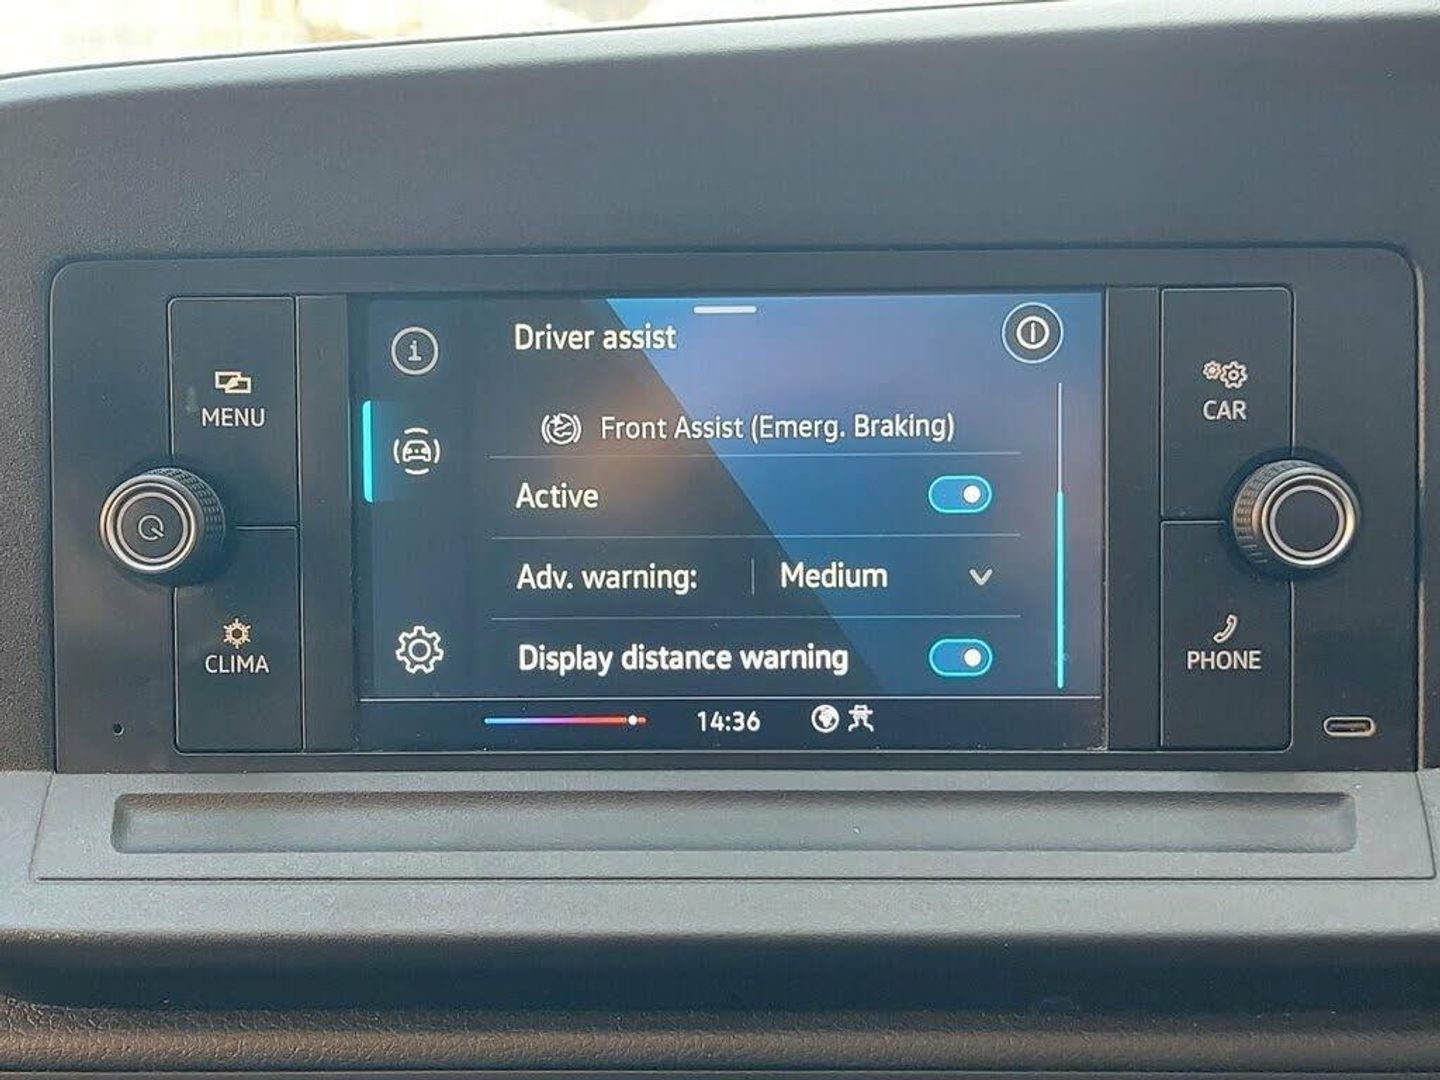 Driver assist
Front Assist (Emerg. Braking)
Active
Adv. warning: Medium
Display distance warning
14:36
MENU
CLIMA
CAR
PHONE